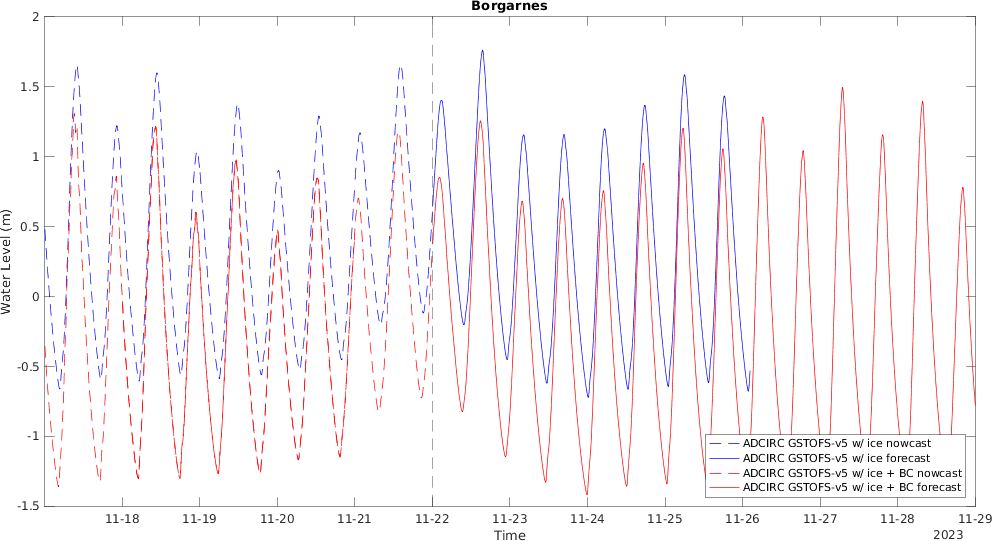 Borgarnes
Water Level (m)
2
1.5
1
0.5
0
-0.5
-1
-1.5
ADCIRC GSTOFS-v5 w/ ice nowcast
ADCIRC GSTOFS-v5 w/ ice forecast
ADCIRC GSTOFS-v5 w/ ice + BC nowcast
ADCIRC GSTOFS-v5 w/ ice + BC forecast
11-18 11-19 11-20 11-21 11-22 11-23 11-24 11-25 11-26 11-27 11-28 11-29
Time
2023